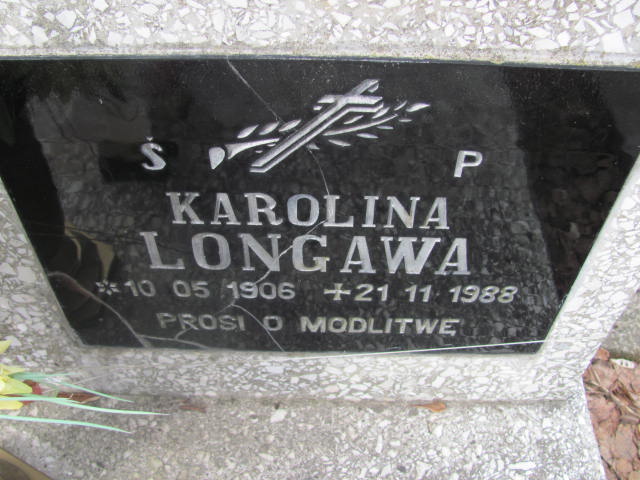 Ś P
KAROLINA
LONGAWA
* 10 05 1906 + 21 11 1988
PROSI O MODLITWĘ